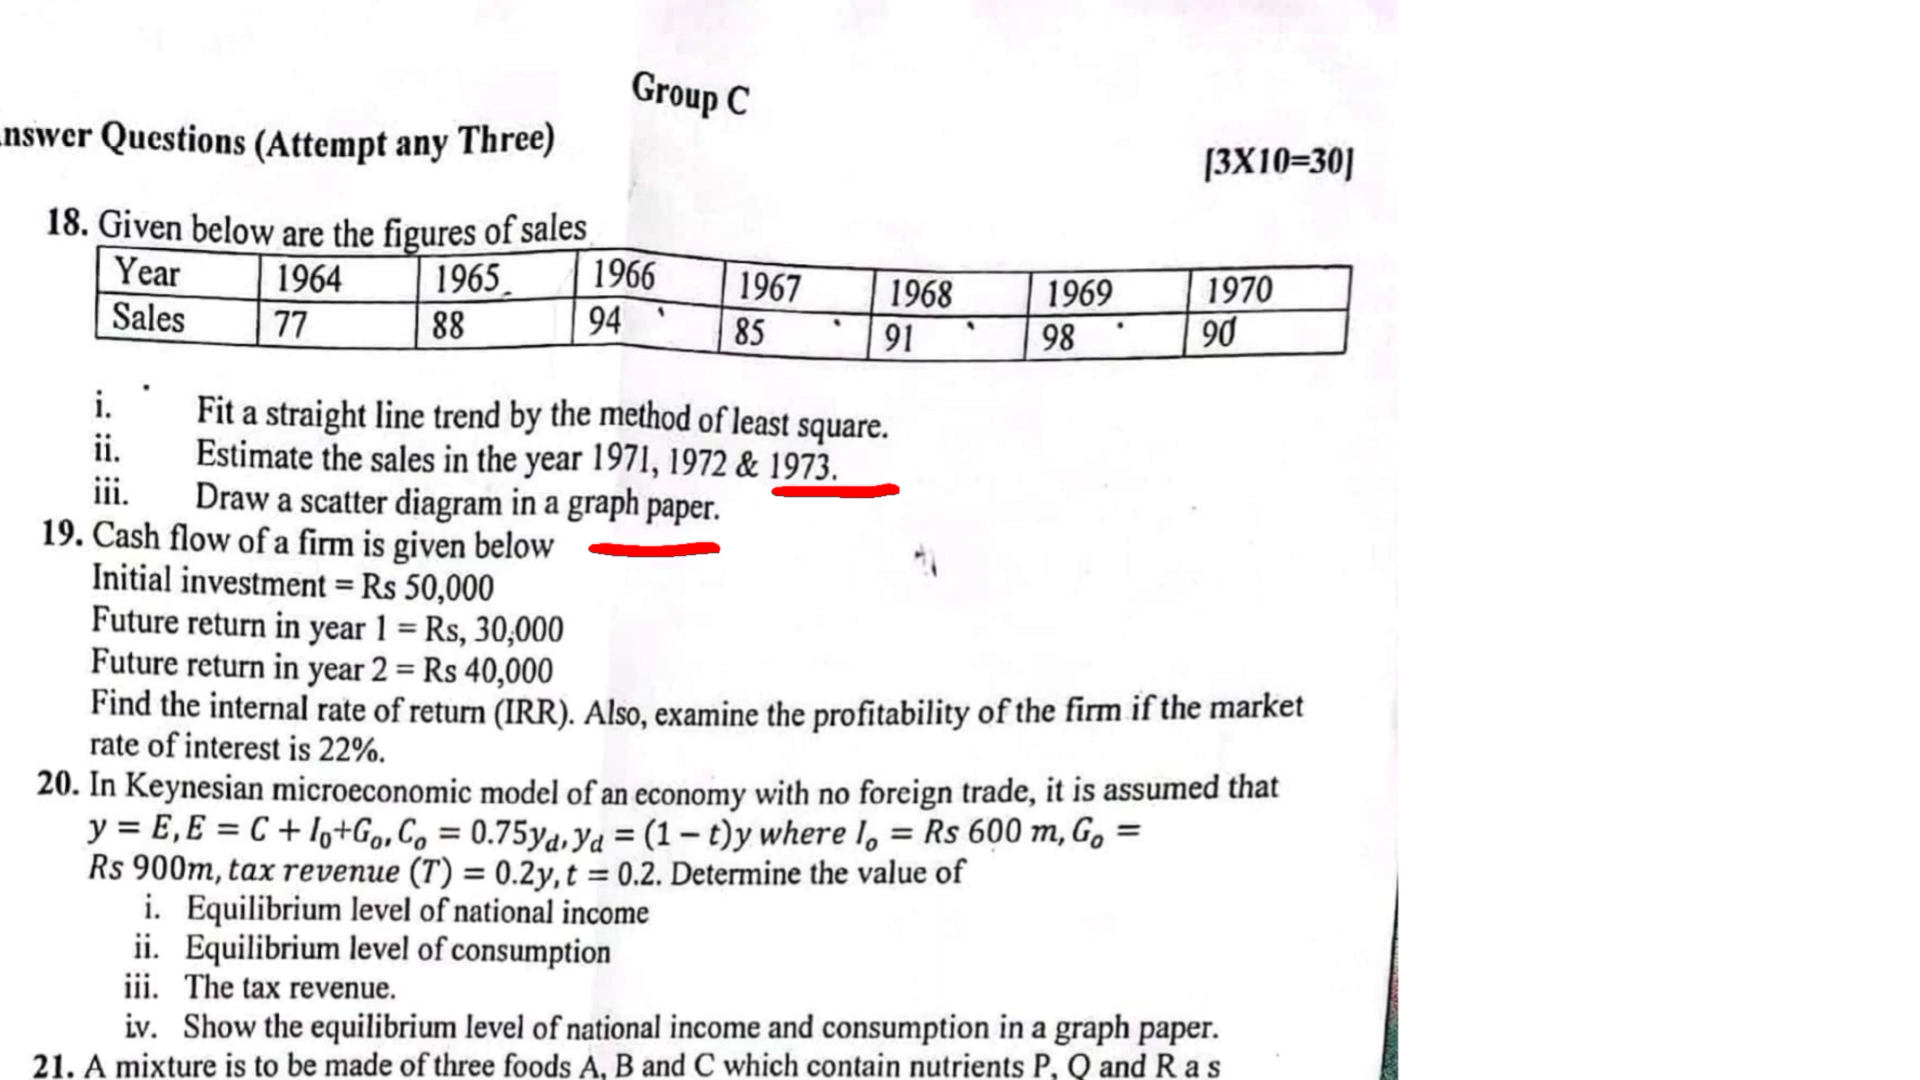 Group C
nswer Questions (Attempt any Three)
[3X10=30]
18. Given below are the figures of sales
Year 1964 1965 1966 1967 1968 1969 1970
Sales 77 88 94 85 91 98 90
i. Fit a straight line trend by the method of least square.
ii. Estimate the sales in the year 1971, 1972 & 1973.
iii. Draw a scatter diagram in a graph paper.
19. Cash flow of a firm is given below
Initial investment = Rs 50,000
Future return in year 1 = Rs, 30,000
Future return in year 2 = Rs 40,000
Find the internal rate of return (IRR). Also, examine the profitability of the firm if the market
rate of interest is 22%.
20. In Keynesian microeconomic model of an economy with no foreign trade, it is assumed that
y = E, E = C + I₀+Gₒ, Cₒ = 0.75y_d, y_d = (1 − t)y where Iₒ = Rs 600 m, Gₒ =
Rs 900m, tax revenue (T) = 0.2y, t = 0.2. Determine the value of
i. Equilibrium level of national income
ii. Equilibrium level of consumption
iii. The tax revenue.
iv. Show the equilibrium level of national income and consumption in a graph paper.
21. A mixture is to be made of three foods A, B and C which contain nutrients P, Q and R a s